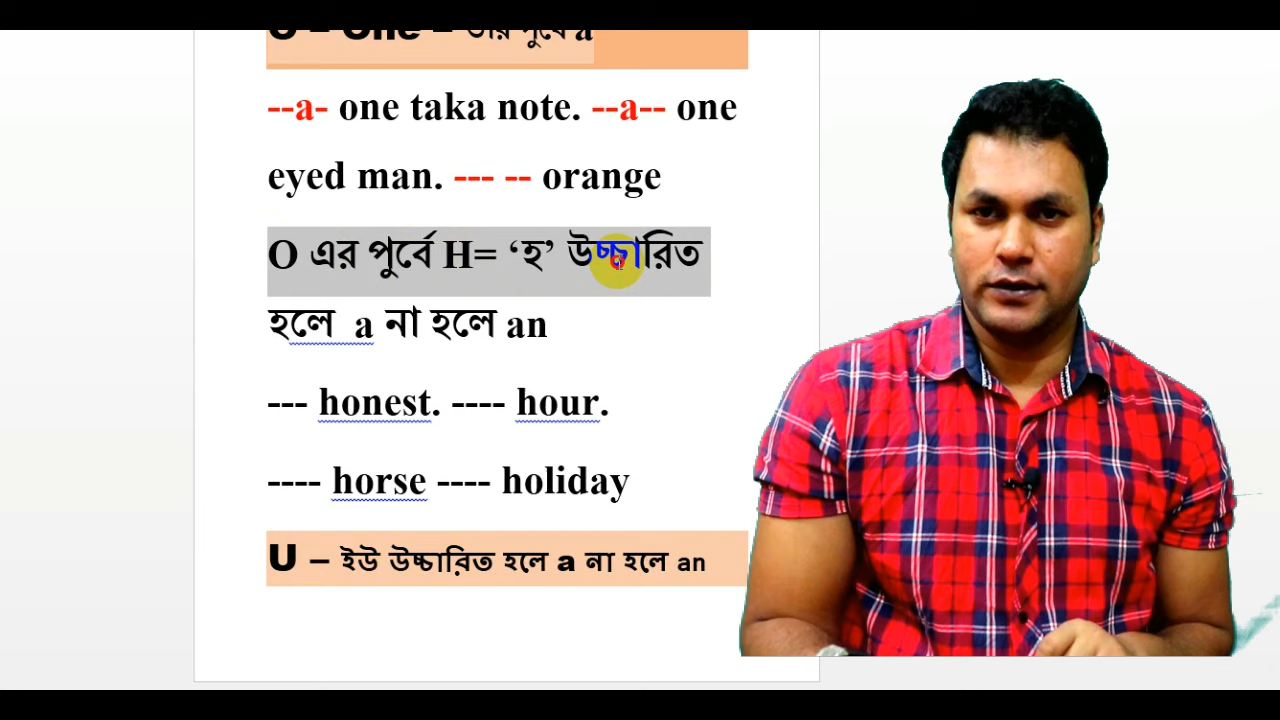 O – One – তার পুর্বে a
--a- one taka note. --a-- one
eyed man. --- -- orange
O এর পুর্বে H= ‘হ’ উচ্চারিত
হলে a না হলে an
--- honest. ---- hour.
---- horse ---- holiday
U – ইউ উচ্চারিত হলে a না হলে an